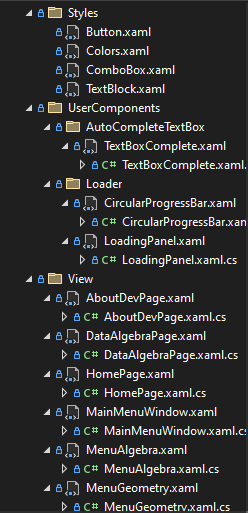 Styles
Button.xaml
Colors.xaml
ComboBox.xaml
TextBlock.xaml
UserComponents
AutoCompleteTextBox
TextBoxComplete.xaml
C# TextBoxComplete.xaml.
Loader
CircularProgressBar.xaml
C# CircularProgressBar.xan
LoadingPanel.xaml
C# LoadingPanel.xaml.cs
View
AboutDevPage.xaml
C# AboutDevPage.xaml.cs
DataAlgebraPage.xaml
C# DataAlgebraPage.xaml.cs
HomePage.xaml
C# HomePage.xaml.cs
MainMenuWindow.xaml
C# MainMenuWindow.xaml.cs
MenuAlgebra.xaml
C# MenuAlgebra.xaml.cs
MenuGeometry.xaml
C# MenuGeometry.xaml.cs